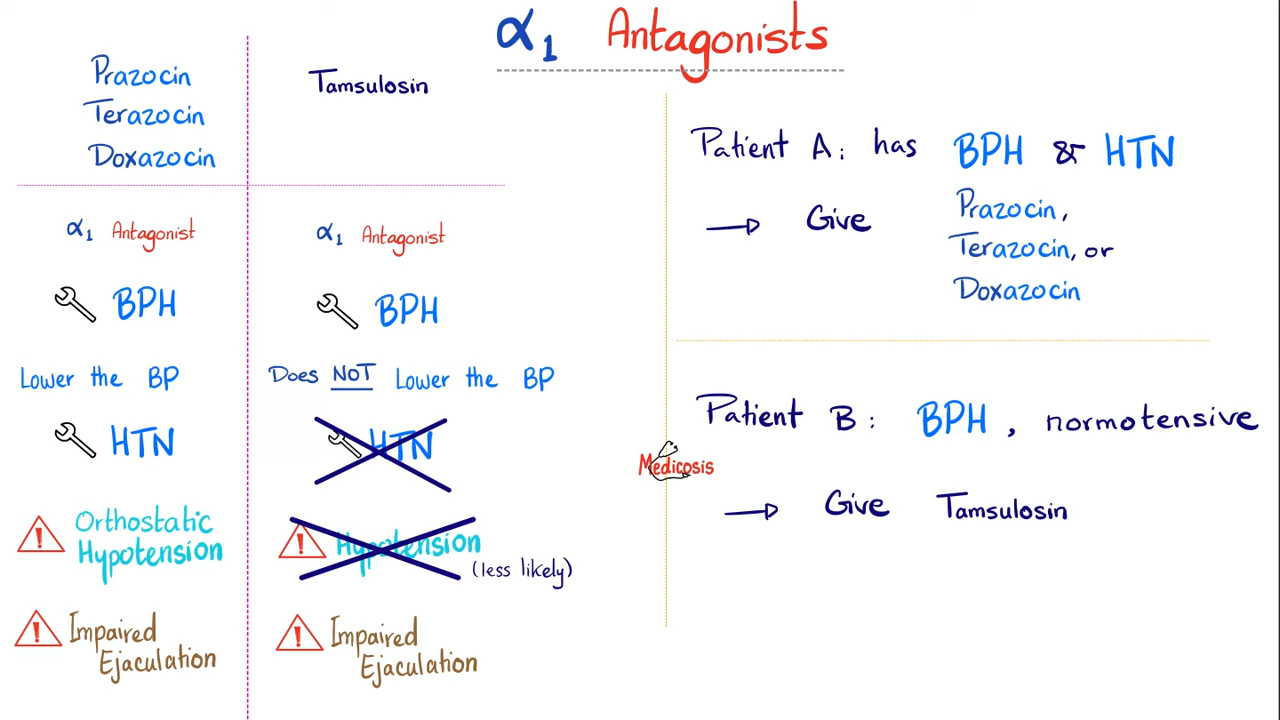 α1 Antagonists
Prazocin
Terazocin
Doxazocin
α1 Antagonist
BPH
Lower the BP
HTN
Orthostatic
Hypotension
Impaired
Ejaculation
Tamsulosin
α1 Antagonist
BPH
Does NOT Lower the BP
HTN
Hypotension
(less likely)
Impaired
Ejaculation
Patient A: has BPH & HTN
Give Prazocin,
Terazocin, or
Doxazocin
Medicosis
Patient B: BPH, normotensive
Give Tamsulosin